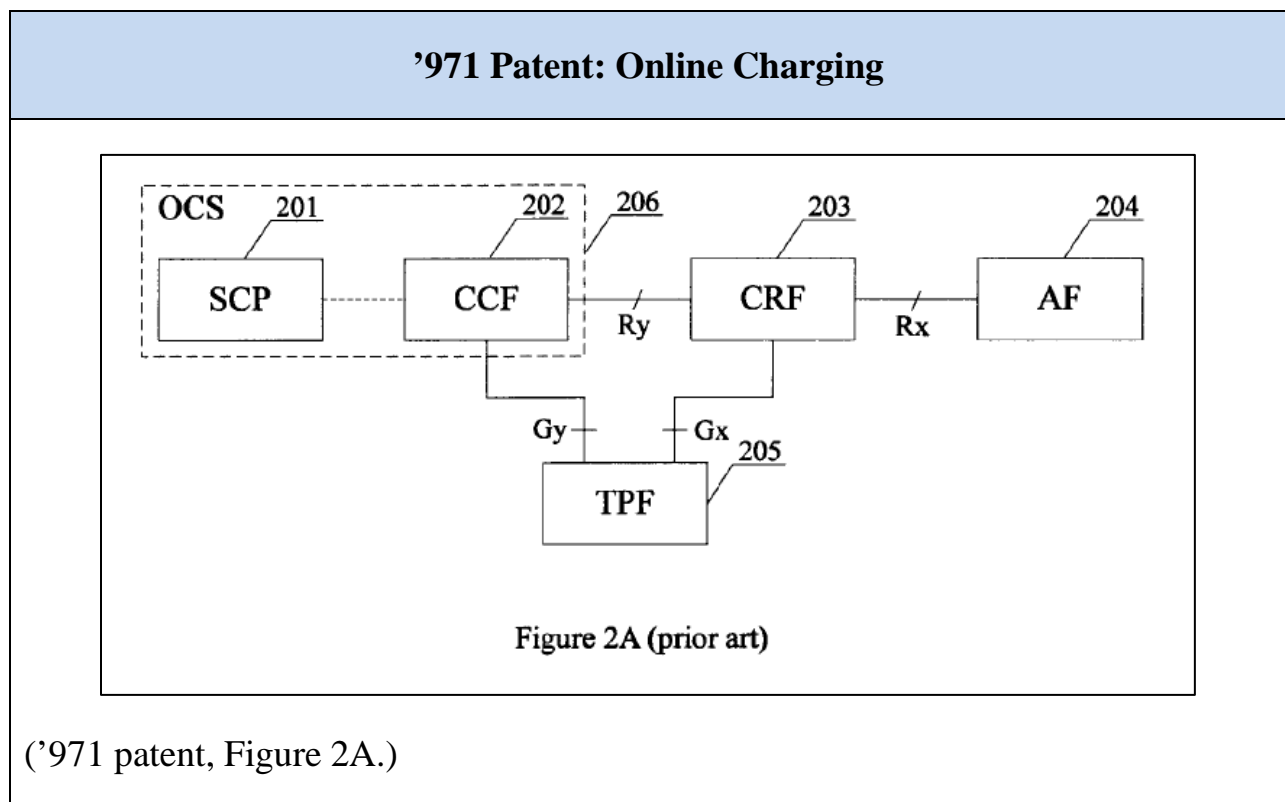 ’971 Patent: Online Charging
OCS 201 202 206 203 204
SCP CCF CRF AF
Ry Rx
Gy Gx 205
TPF
Figure 2A (prior art)
(’971 patent, Figure 2A.)